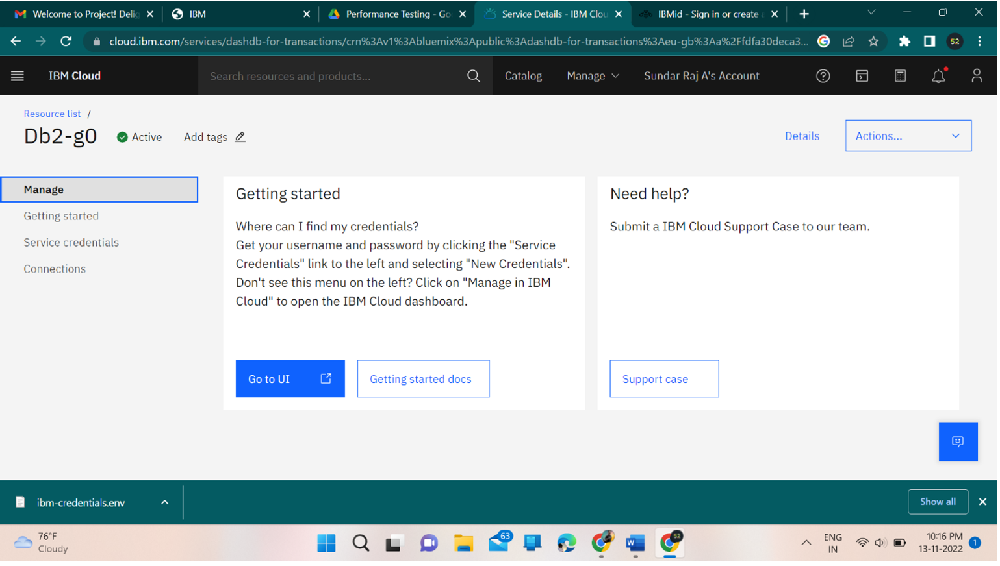 Welcome to Project! Delig
IBM
Performance Testing - Goo
Service Details - IBM Clou
IBMid - Sign in or create a
cloud.ibm.com/services/dashdb-for-transactions/crn%3Av1%3Abluemix%3Apublic%3Adashdb-for-transactions%3Aeu-gb%3Aa%2Ffdfa30deca3...
52
IBM Cloud
Search resources and products...
Catalog
Manage
Sundar Raj A's Account
Resource list /
Db2-g0
Active
Add tags
Details
Actions...
Manage
Getting started
Service credentials
Connections
Getting started
Where can I find my credentials?
Get your username and password by clicking the "Service
Credentials" link to the left and selecting "New Credentials".
Don't see this menu on the left? Click on "Manage in IBM
Cloud" to open the IBM Cloud dashboard.
Go to UI
Getting started docs
Need help?
Submit a IBM Cloud Support Case to our team.
Support case
ibm-credentials.env
Show all
76°F
Cloudy
63
W
52
ENG
IN
10:16 PM
13-11-2022
1